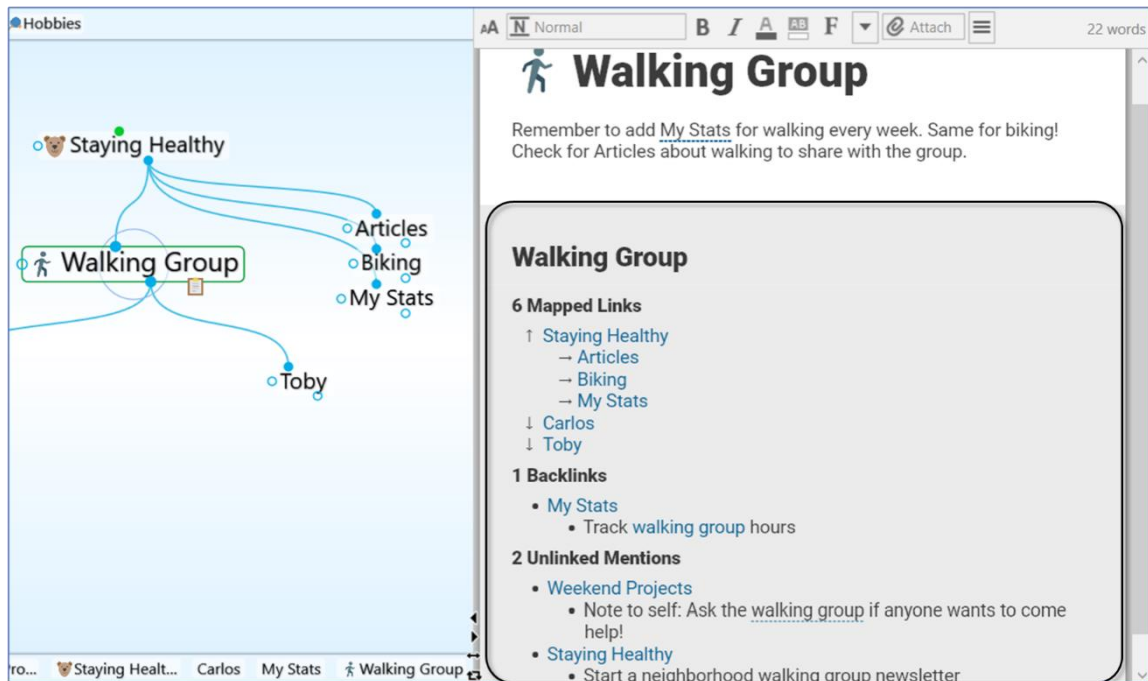 Hobbies
Normal
B I A AB F
Attach
22 words
Staying Healthy
Articles
Walking Group
Biking
My Stats
Toby
ro...
Staying Healt...
Carlos
My Stats
Walking Group
Walking Group
Remember to add My Stats for walking every week. Same for biking!
Check for Articles about walking to share with the group.
Walking Group
6 Mapped Links
↑ Staying Healthy
→ Articles
→ Biking
→ My Stats
↓ Carlos
↓ Toby
1 Backlinks
• My Stats
• Track walking group hours
2 Unlinked Mentions
• Weekend Projects
• Note to self: Ask the walking group if anyone wants to come
help!
• Staying Healthy
• Start a neighborhood walking group newsletter